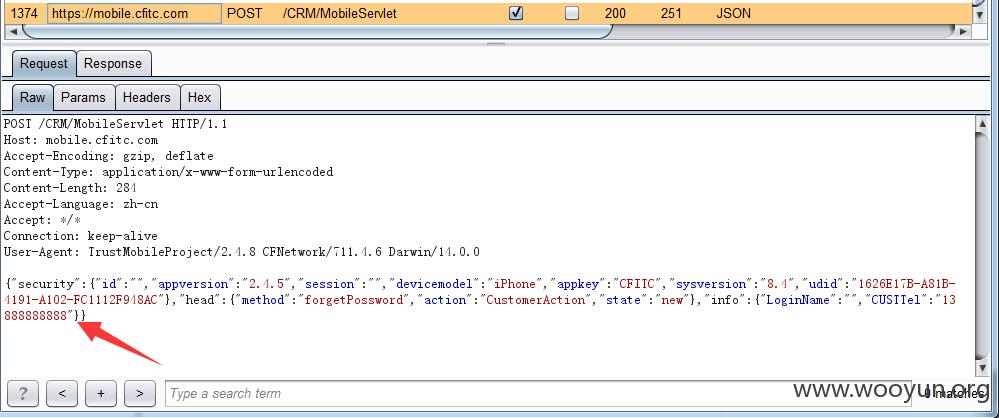 1374 https://mobile.cfitc.com POST /CRM/MobileServlet 200 251 JSON
Request Response
Raw Params Headers Hex
POST /CRM/MobileServlet HTTP/1.1
Host: mobile.cfitc.com
Accept-Encoding: gzip, deflate
Content-Type: application/x-www-form-urlencoded
Content-Length: 284
Accept-Language: zh-cn
Accept: */*
Connection: keep-alive
User-Agent: TrustMobileProject/2.4.8 CFNetwork/711.4.6 Darwin/14.0.0
{"security":{"id":"","appversion":"2.4.5","session":"","devicemodel":"iPhone","appkey":"CFITC","sysversion":"8.4","udid":"1626E17B-A81B-
4191-A102-FC1112F948AC"},"head":{"method":"forgetPossword","action":"CustomerAction","state":"new"},"info":{"LoginName":"","CUSTTel":"13
888888888"}}
? < + > Type a search term 0 matches
www.wooyun.org